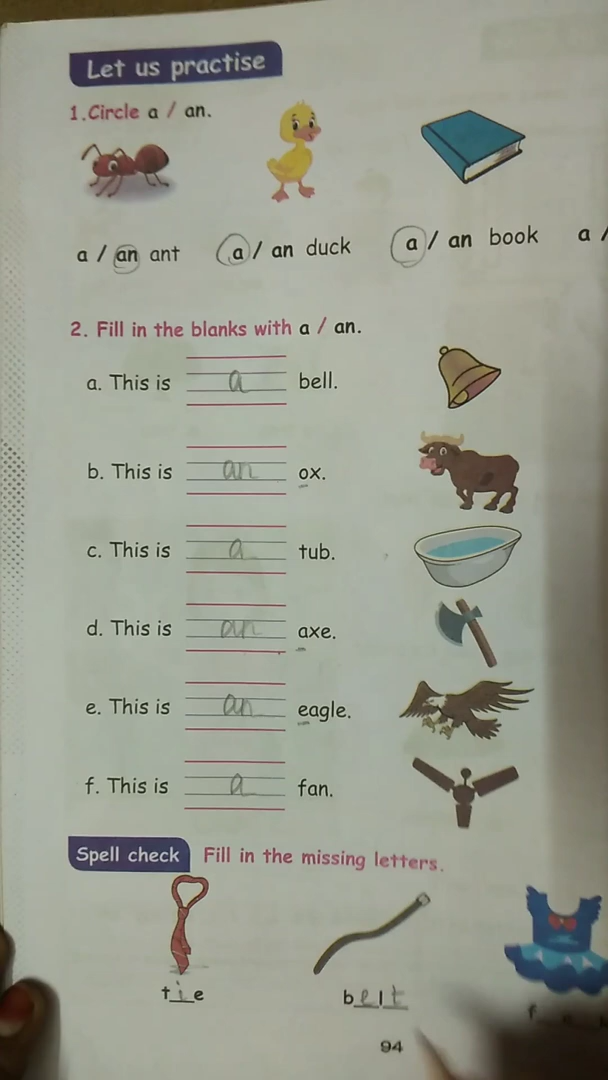 Let us practise
1.Circle a / an.
a / an ant a / an duck a / an book a /
2. Fill in the blanks with a / an.
a. This is a bell.
b. This is an ox.
c. This is a tub.
d. This is an axe.
e. This is an eagle.
f. This is a fan.
Spell check Fill in the missing letters.
tie belt f
94